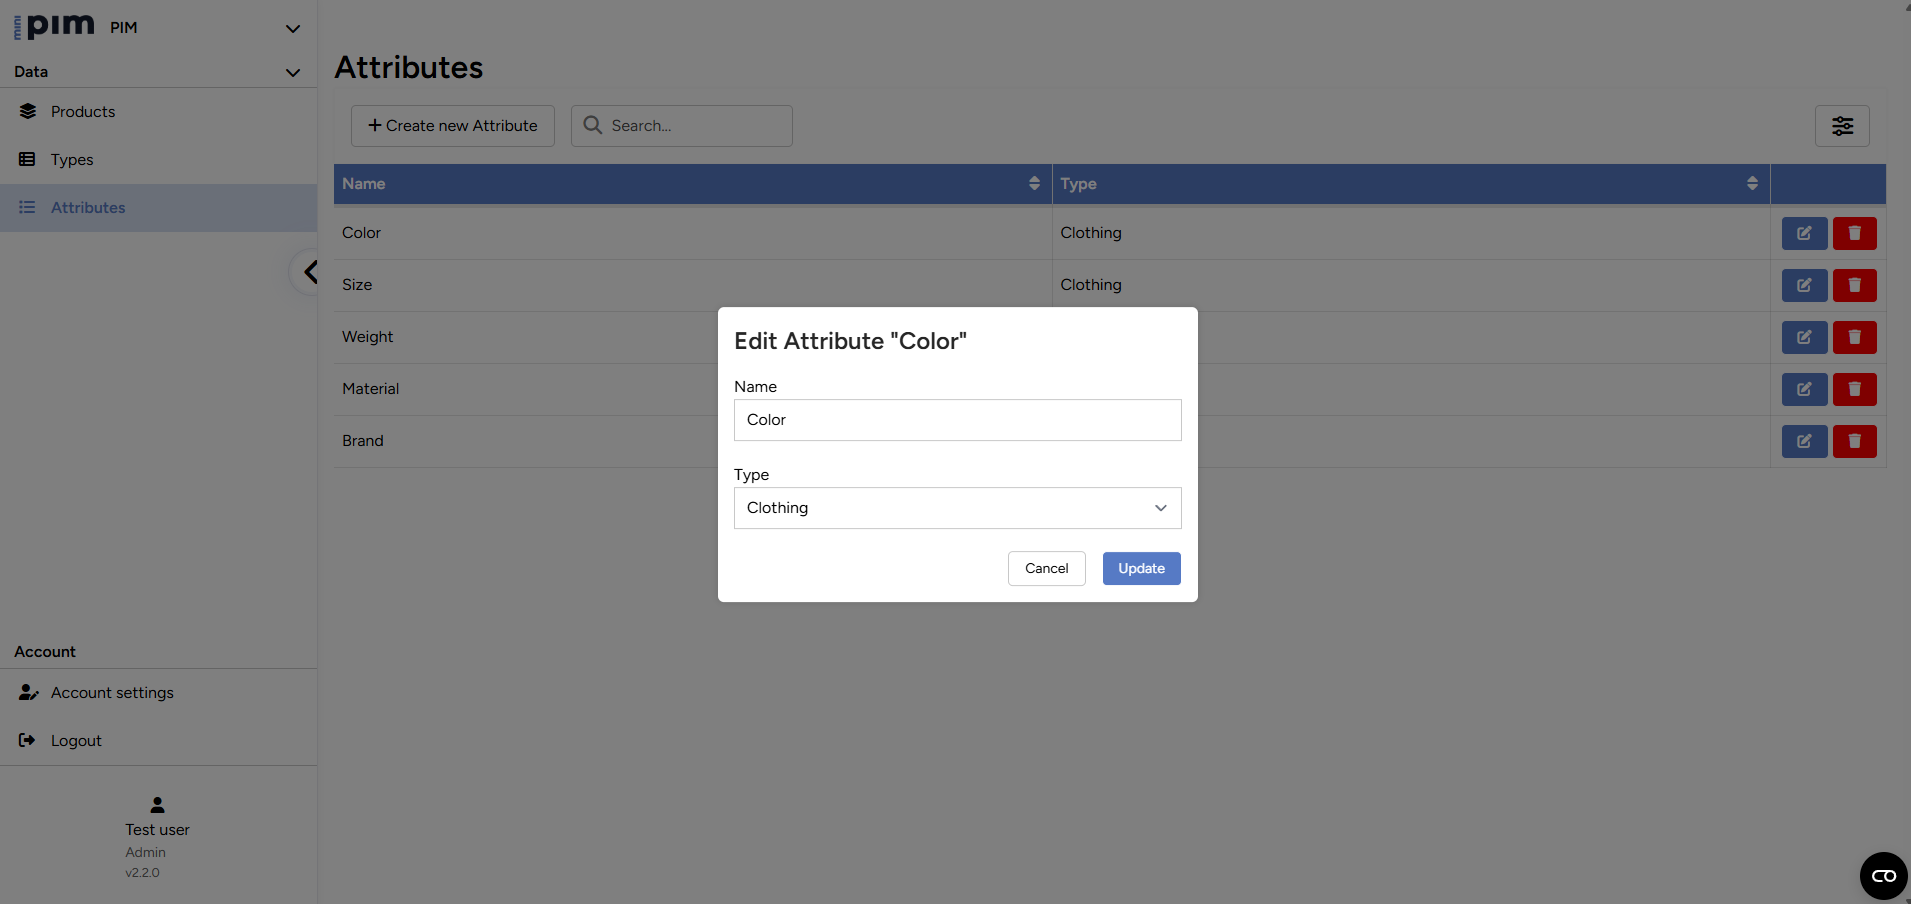 mini pim PIM
Data
Products
Types
Attributes
Account
Account settings
Logout
Test user
Admin
v2.2.0
Attributes
+ Create new Attribute
Search...
Name Type
Color Clothing
Size Clothing
Weight
Material
Brand
Edit Attribute "Color"
Name
Color
Type
Clothing
Cancel Update